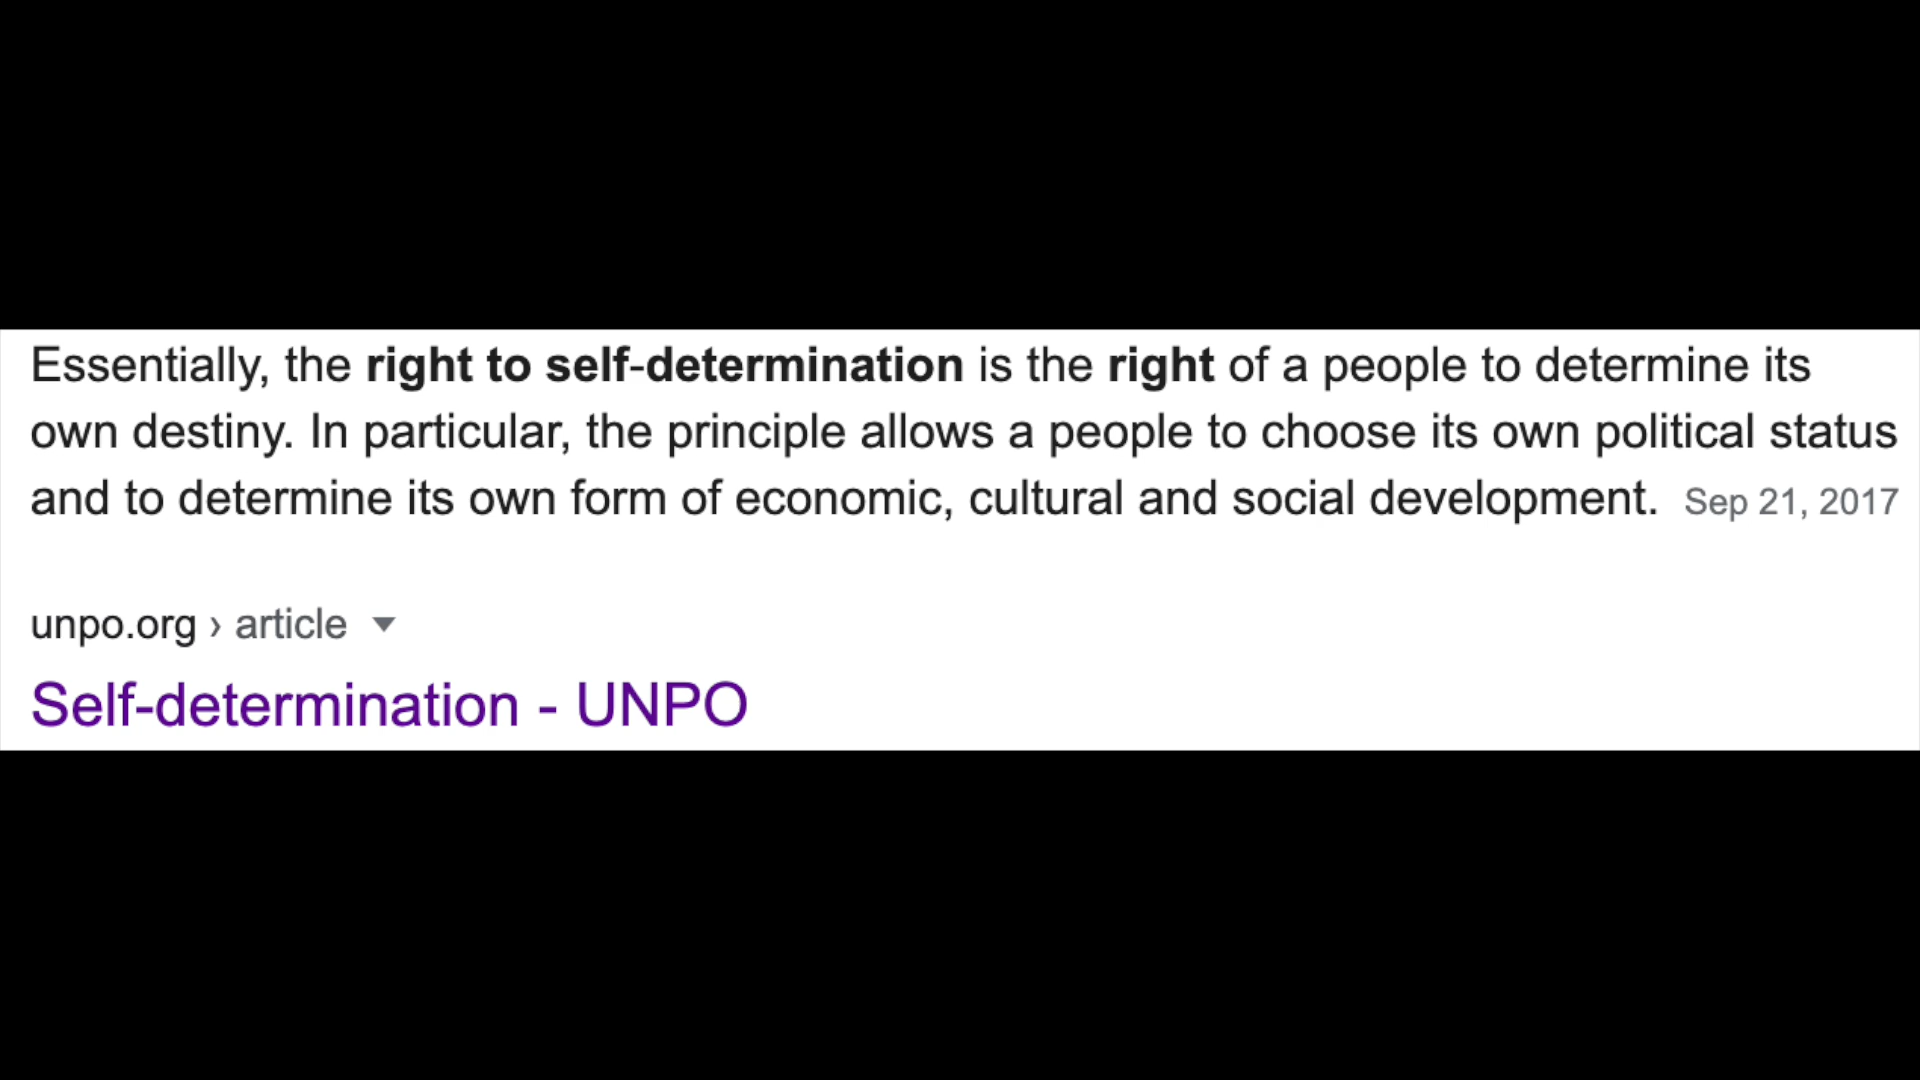 Essentially, the right to self-determination is the right of a people to determine its
own destiny. In particular, the principle allows a people to choose its own political status
and to determine its own form of economic, cultural and social development. Sep 21, 2017
unpo.org › article
Self-determination - UNPO